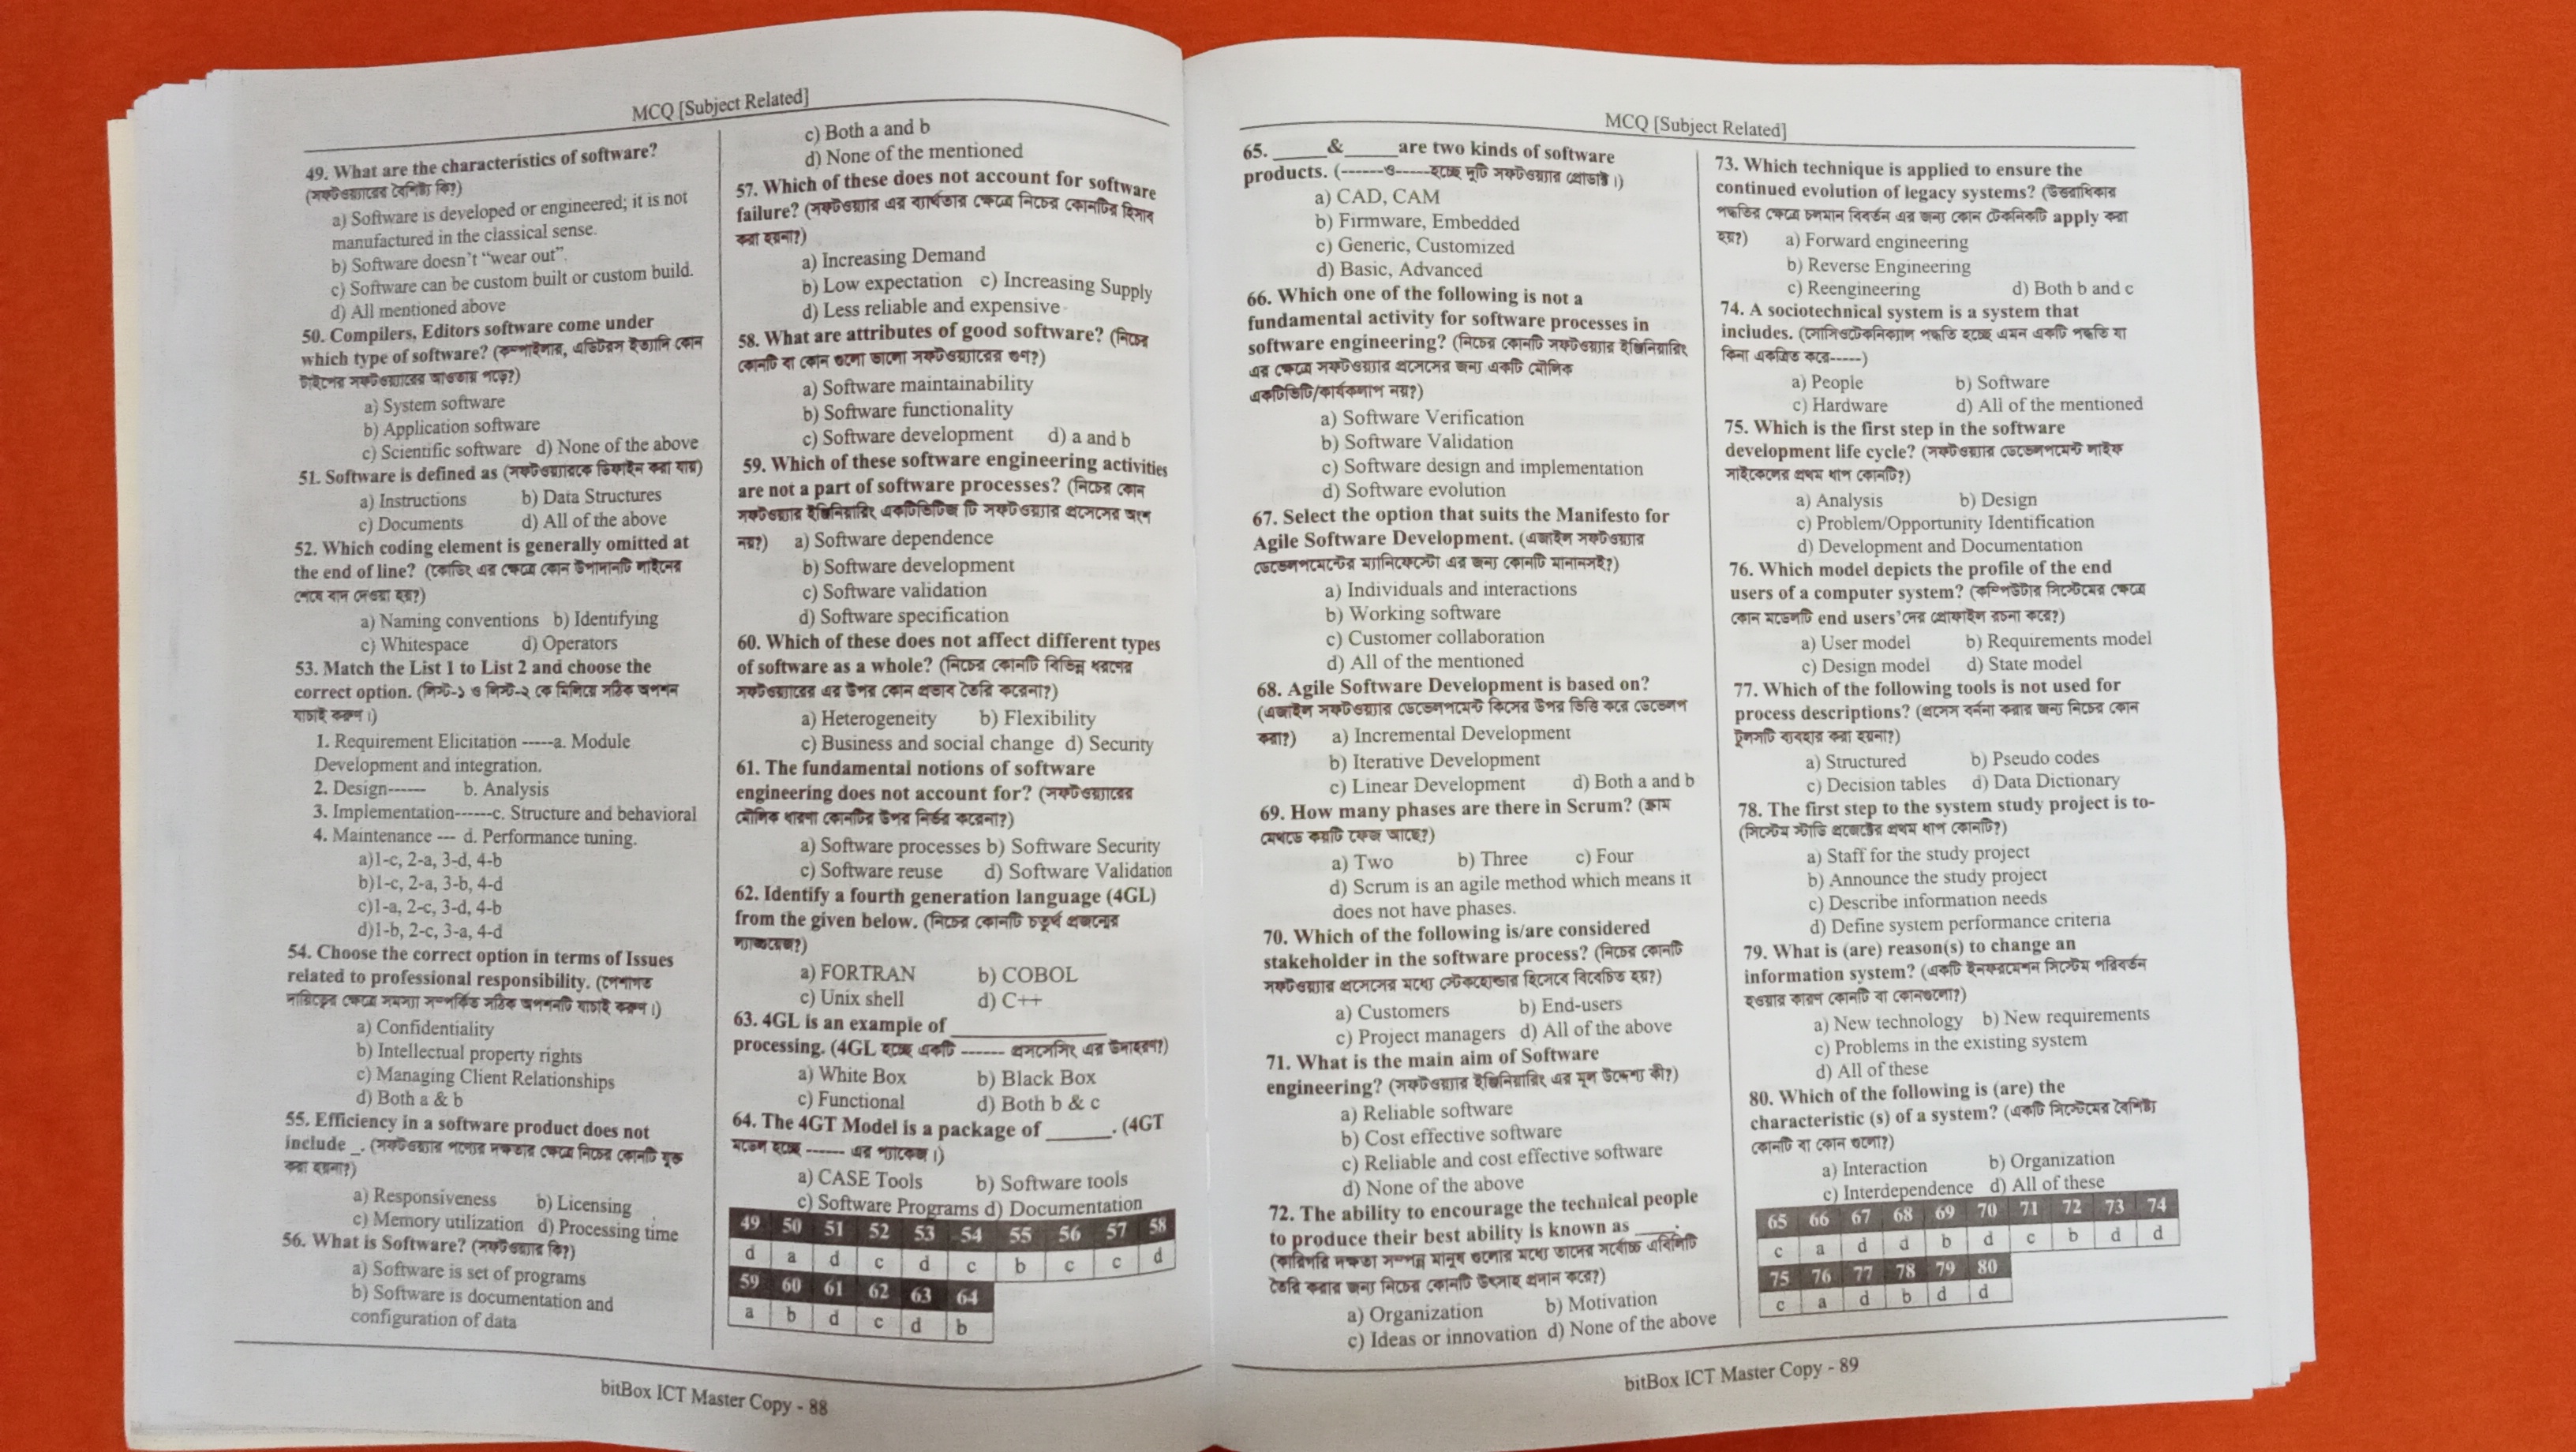 MCQ [Subject Related]
49. What are the characteristics of software?
(সফটওয়্যারের বৈশিষ্ট্য কি?)
a) Software is developed or engineered; it is not
manufactured in the classical sense.
b) Software doesn't “wear out”.
c) Software can be custom built or custom build.
d) All mentioned above
50. Compilers, Editors software come under
which type of software? (কম্পাইলার, এডিটরস ইত্যাদি কোন
টাইপের সফটওয়্যারের আওতায় পড়ে?)
a) System software
b) Application software
c) Scientific software d) None of the above
51. Software is defined as (সফটওয়্যারকে ডিফাইন করা যায়)
a) Instructions b) Data Structures
c) Documents d) All of the above
52. Which coding element is generally omitted at
the end of line? (কোডিং এর ক্ষেত্রে কোন উপাদানটি লাইনের
শেষে বাদ দেওয়া হয়?)
a) Naming conventions b) Identifying
c) Whitespace d) Operators
53. Match the List 1 to List 2 and choose the
correct option. (লিস্ট-১ ও লিস্ট-২ কে মিলিয়ে সঠিক অপশন
যাচাই করুণ।)
1. Requirement Elicitation -----a. Module
Development and integration.
2. Design------ b. Analysis
3. Implementation------c. Structure and behavioral
4. Maintenance --- d. Performance tuning.
a)1-c, 2-a, 3-d, 4-b
b)1-c, 2-a, 3-b, 4-d
c)1-a, 2-c, 3-d, 4-b
d)1-b, 2-c, 3-a, 4-d
54. Choose the correct option in terms of Issues
related to professional responsibility. (পেশাগত
দায়িত্বের ক্ষেত্রে সমস্যা সম্পর্কিত সঠিক অপশনটি যাচাই করুণ।)
a) Confidentiality
b) Intellectual property rights
c) Managing Client Relationships
d) Both a & b
55. Efficiency in a software product does not
include _. (সফটওয়্যার পণ্যের দক্ষতার ক্ষেত্রে নিচের কোনটি যুক্ত
করা হয়না?)
a) Responsiveness b) Licensing
c) Memory utilization d) Processing time
56. What is Software? (সফটওয়্যার কি?)
a) Software is set of programs
b) Software is documentation and
configuration of data
c) Both a and b
d) None of the mentioned
57. Which of these does not account for software
failure? (সফটওয়্যার এর ব্যার্থতার ক্ষেত্রে নিচের কোনটির হিসাব
করা হয়না?)
a) Increasing Demand
b) Low expectation c) Increasing Supply
d) Less reliable and expensive
58. What are attributes of good software? (নিচের
কোনটি বা কোন গুলো ভালো সফটওয়্যারের গুণ?)
a) Software maintainability
b) Software functionality
c) Software development d) a and b
59. Which of these software engineering activities
are not a part of software processes? (নিচের কোন
সফটওয়্যার ইঞ্জিনিয়ারিং একটিভিটিজ টি সফটওয়্যার প্রসেসের অংশ
নয়?) a) Software dependence
b) Software development
c) Software validation
d) Software specification
60. Which of these does not affect different types
of software as a whole? (নিচের কোনটি বিভিন্ন ধরণের
সফটওয়্যারের এর উপর কোন প্রভাব তৈরি করেনা?)
a) Heterogeneity b) Flexibility
c) Business and social change d) Security
61. The fundamental notions of software
engineering does not account for? (সফটওয়্যারের
মৌলিক ধারণা কোনটির উপর নির্ভর করেনা?)
a) Software processes b) Software Security
c) Software reuse d) Software Validation
62. Identify a fourth generation language (4GL)
from the given below. (নিচের কোনটি চতুর্থ প্রজন্মের
ল্যাঙ্গুয়েজ?)
a) FORTRAN b) COBOL
c) Unix shell d) C++
63. 4GL is an example of ______________
processing. (4GL হচ্ছে একটি ------ প্রসেসিং এর উদাহরণ?)
a) White Box b) Black Box
c) Functional d) Both b & c
64. The 4GT Model is a package of ______. (4GT
মডেল হচ্ছে ------ এর প্যাকেজ।)
a) CASE Tools b) Software tools
c) Software Programs d) Documentation
49 50 51 52 53 54 55 56 57 58
d a d c d c b c c d
59 60 61 62 63 64
a b d c d b
bitBox ICT Master Copy - 88
MCQ [Subject Related]
65. _____&_____are two kinds of software
products. (------ও-----হচ্ছে দুটি সফটওয়্যার প্রোডাক্ট।)
a) CAD, CAM
b) Firmware, Embedded
c) Generic, Customized
d) Basic, Advanced
66. Which one of the following is not a
fundamental activity for software processes in
software engineering? (নিচের কোনটি সফটওয়্যার ইঞ্জিনিয়ারিং
এর ক্ষেত্রে সফটওয়্যার প্রসেসের জন্য একটি মৌলিক
একটিভিটি/কার্যকলাপ নয়?)
a) Software Verification
b) Software Validation
c) Software design and implementation
d) Software evolution
67. Select the option that suits the Manifesto for
Agile Software Development. (এজাইল সফটওয়্যার
ডেভেলপমেন্টের ম্যানিফেস্টো এর জন্য কোনটি মানানসই?)
a) Individuals and interactions
b) Working software
c) Customer collaboration
d) All of the mentioned
68. Agile Software Development is based on?
(এজাইল সফটওয়্যার ডেভেলপমেন্ট কিসের উপর ভিত্তি করে ডেভেলপ
করা?) a) Incremental Development
b) Iterative Development
c) Linear Development d) Both a and b
69. How many phases are there in Scrum? (স্ক্রাম
মেথডে কয়টি ফেজ আছে?)
a) Two b) Three c) Four
d) Scrum is an agile method which means it
does not have phases.
70. Which of the following is/are considered
stakeholder in the software process? (নিচের কোনটি
সফটওয়্যার প্রসেসের মধ্যে স্টেকহোল্ডার হিসেবে বিবেচিত হয়?)
a) Customers b) End-users
c) Project managers d) All of the above
71. What is the main aim of Software
engineering? (সফটওয়্যার ইঞ্জিনিয়ারিং এর মূল উদ্দেশ্য কী?)
a) Reliable software
b) Cost effective software
c) Reliable and cost effective software
d) None of the above
72. The ability to encourage the technical people
to produce their best ability is known as ____.
(কারিগরি দক্ষতা সম্পন্ন মানুষ গুলোর মধ্যে তাদের সর্বোচ্চ এবিলিটি
তৈরি করার জন্য নিচের কোনটি উৎসাহ প্রদান করে?)
a) Organization b) Motivation
c) Ideas or innovation d) None of the above
73. Which technique is applied to ensure the
continued evolution of legacy systems? (উত্তরাধিকার
পদ্ধতির ক্ষেত্রে চলমান বিবর্তন এর জন্য কোন টেকনিকটি apply করা
হয়?) a) Forward engineering
b) Reverse Engineering
c) Reengineering d) Both b and c
74. A sociotechnical system is a system that
includes. (সোসিওটেকনিক্যাল পদ্ধতি হচ্ছে এমন একটি পদ্ধতি যা
কিনা একত্রিত করে-----)
a) People b) Software
c) Hardware d) All of the mentioned
75. Which is the first step in the software
development life cycle? (সফটওয়্যার ডেভেলপমেন্ট লাইফ
সাইকেলের প্রথম ধাপ কোনটি?)
a) Analysis b) Design
c) Problem/Opportunity Identification
d) Development and Documentation
76. Which model depicts the profile of the end
users of a computer system? (কম্পিউটার সিস্টেমের ক্ষেত্রে
কোন মডেলটি end users'দের প্রোফাইল রচনা করে?)
a) User model b) Requirements model
c) Design model d) State model
77. Which of the following tools is not used for
process descriptions? (প্রসেস বর্ননা করার জন্য নিচের কোন
টুলসটি ব্যবহার করা হয়না?)
a) Structured b) Pseudo codes
c) Decision tables d) Data Dictionary
78. The first step to the system study project is to-
(সিস্টেম স্টাডি প্রজেক্টের প্রথম ধাপ কোনটি?)
a) Staff for the study project
b) Announce the study project
c) Describe information needs
d) Define system performance criteria
79. What is (are) reason(s) to change an
information system? (একটি ইনফরমেশন সিস্টেম পরিবর্তন
হওয়ার কারণ কোনটি বা কোনগুলো?)
a) New technology b) New requirements
c) Problems in the existing system
d) All of these
80. Which of the following is (are) the
characteristic (s) of a system? (একটি সিস্টেমের বৈশিষ্ট্য
কোনটি বা কোন গুলো?)
a) Interaction b) Organization
c) Interdependence d) All of these
65 66 67 68 69 70 71 72 73 74
c a d d b d c b d d
75 76 77 78 79 80
c a d b d d
bitBox ICT Master Copy - 89